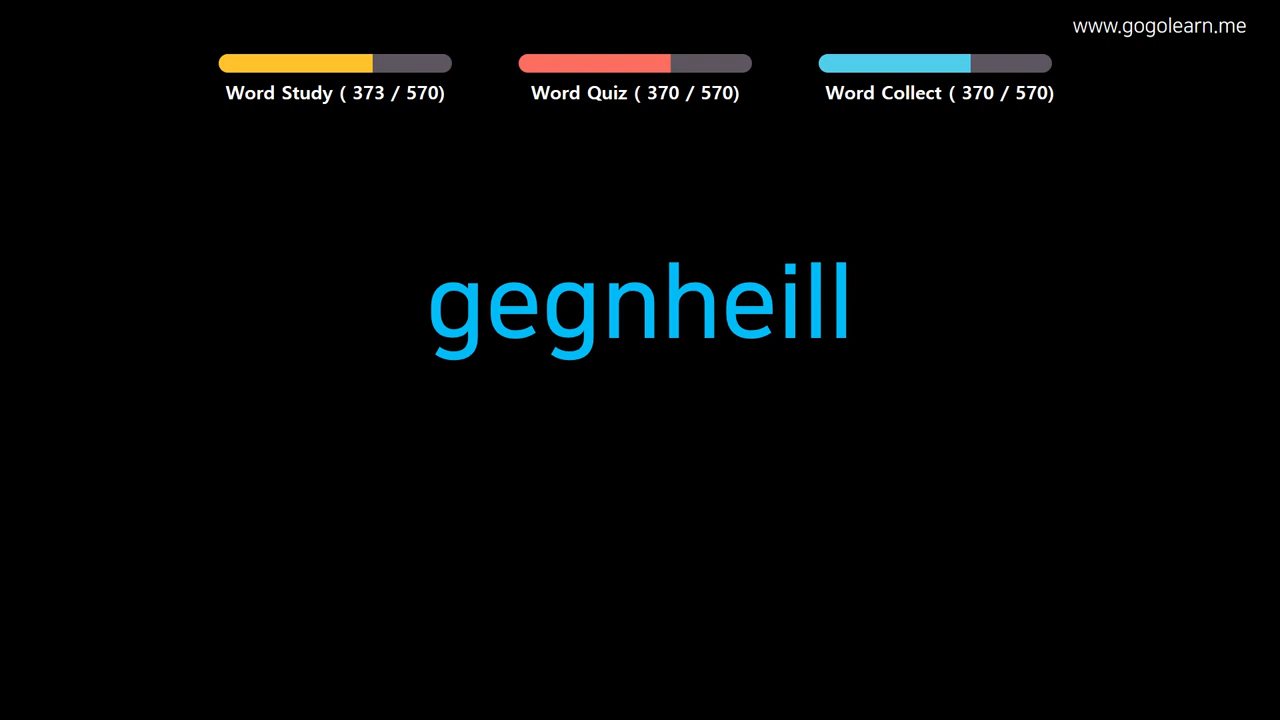 www.gogolearn.me
Word Study ( 373 / 570)
Word Quiz ( 370 / 570)
Word Collect ( 370 / 570)
gegnheill